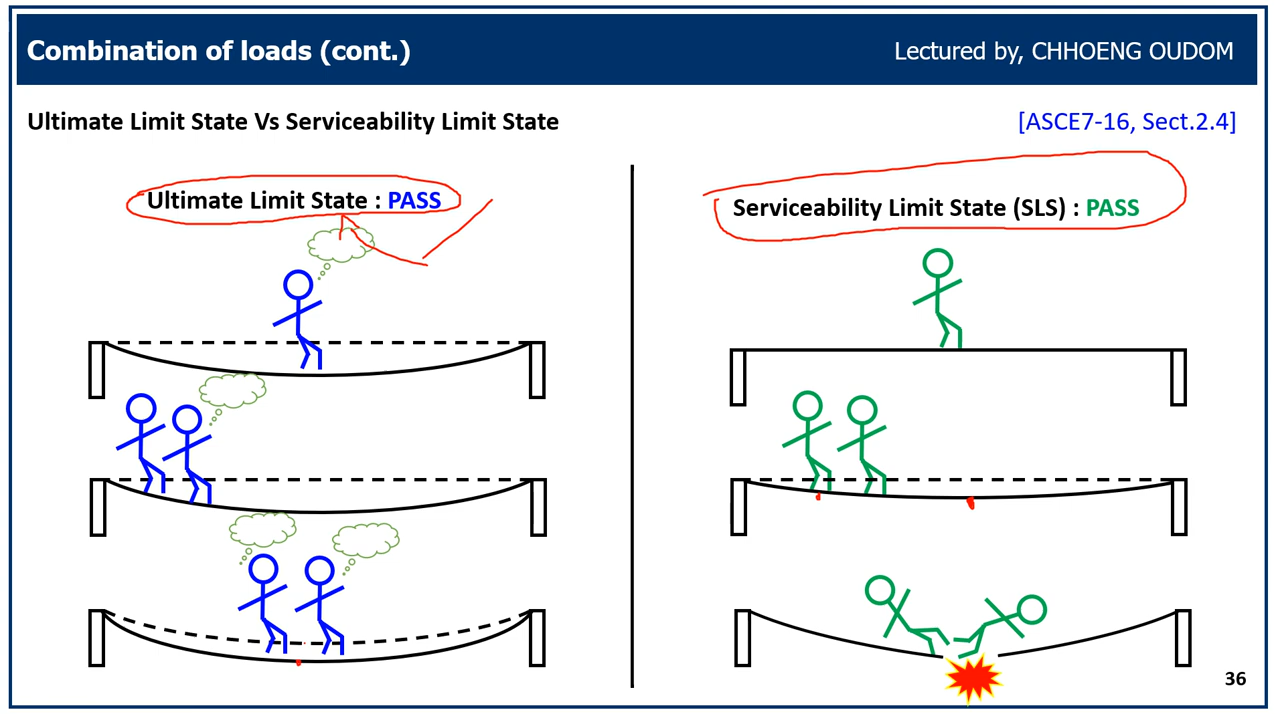 Combination of loads (cont.)
Lectured by, CHHOENG OUDOM
Ultimate Limit State Vs Serviceability Limit State
[ASCE7-16, Sect.2.4]
Ultimate Limit State : PASS
Serviceability Limit State (SLS) : PASS
36